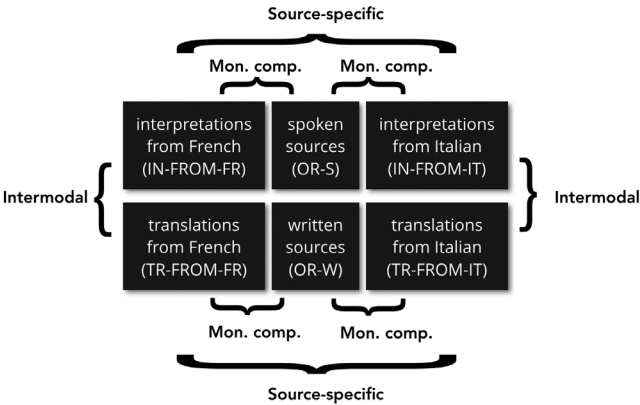 Source-specific
Mon. comp. Mon. comp.
interpretations
from French
(IN-FROM-FR)
spoken
sources
(OR-S)
interpretations
from Italian
(IN-FROM-IT)
Intermodal
Intermodal
translations
from French
(TR-FROM-FR)
written
sources
(OR-W)
translations
from Italian
(TR-FROM-IT)
Mon. comp. Mon. comp.
Source-specific